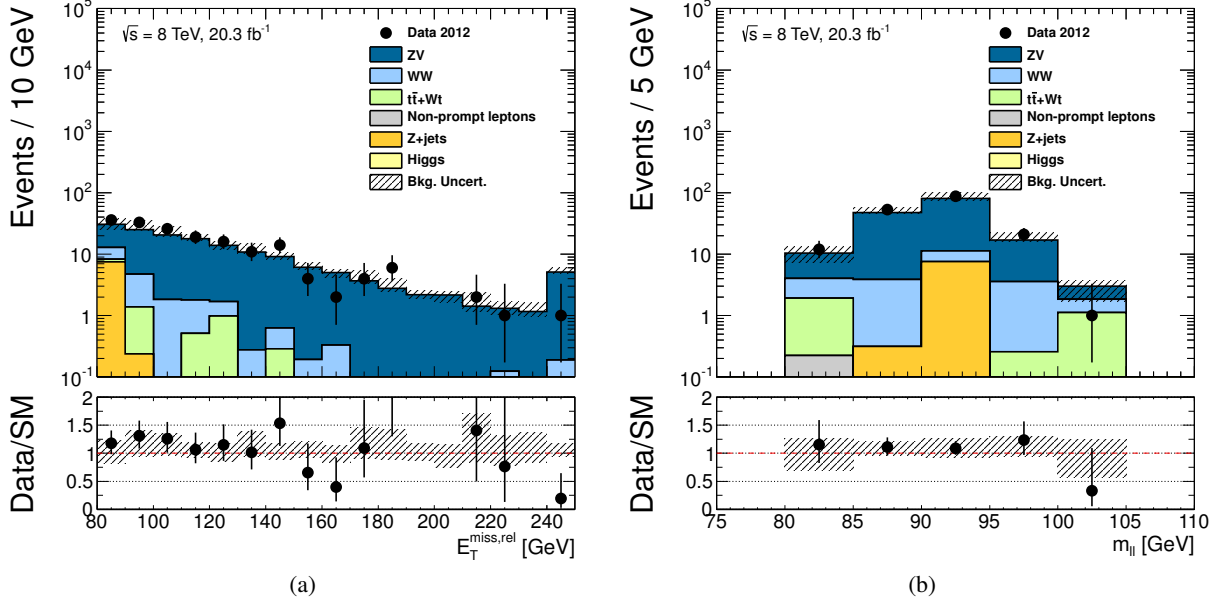 Events / 10 GeV
10⁵
10⁴
10³
10²
10
1
10⁻¹
√s = 8 TeV, 20.3 fb⁻¹
Data 2012
ZV
WW
tt̄+Wt
Non-prompt leptons
Z+jets
Higgs
Bkg. Uncert.
Data/SM
2
1.5
1
0.5
0
80 100 120 140 160 180 200 220 240
E_T^miss,rel [GeV]
(a)
Events / 5 GeV
10⁵
10⁴
10³
10²
10
1
10⁻¹
√s = 8 TeV, 20.3 fb⁻¹
Data 2012
ZV
WW
tt̄+Wt
Non-prompt leptons
Z+jets
Higgs
Bkg. Uncert.
Data/SM
2
1.5
1
0.5
0
75 80 85 90 95 100 105 110
m_ll [GeV]
(b)